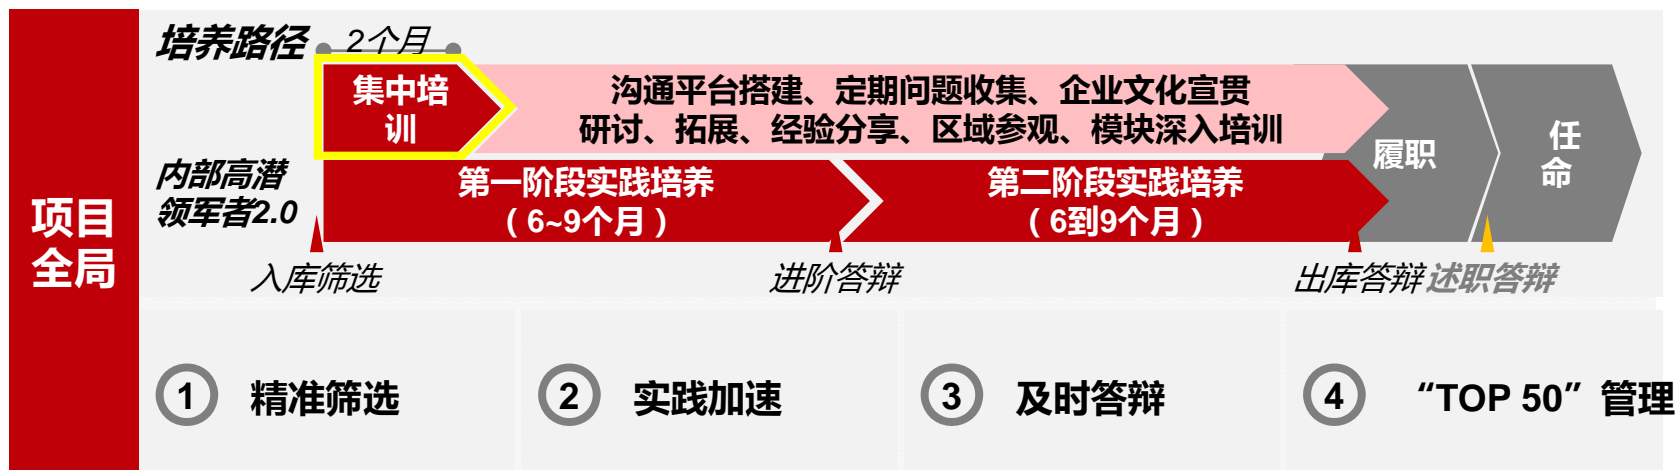 项目
全局
培养路径
2个月
集中培
训
沟通平台搭建、定期问题收集、企业文化宣贯
研讨、拓展、经验分享、区域参观、模块深入培训
履职
任
命
内部高潜
领军者2.0
第一阶段实践培养
（6~9个月）
第二阶段实践培养
（6到9个月）
入库筛选
进阶答辩
出库答辩
述职答辩
1 精准筛选
2 实践加速
3 及时答辩
4 “TOP 50”管理